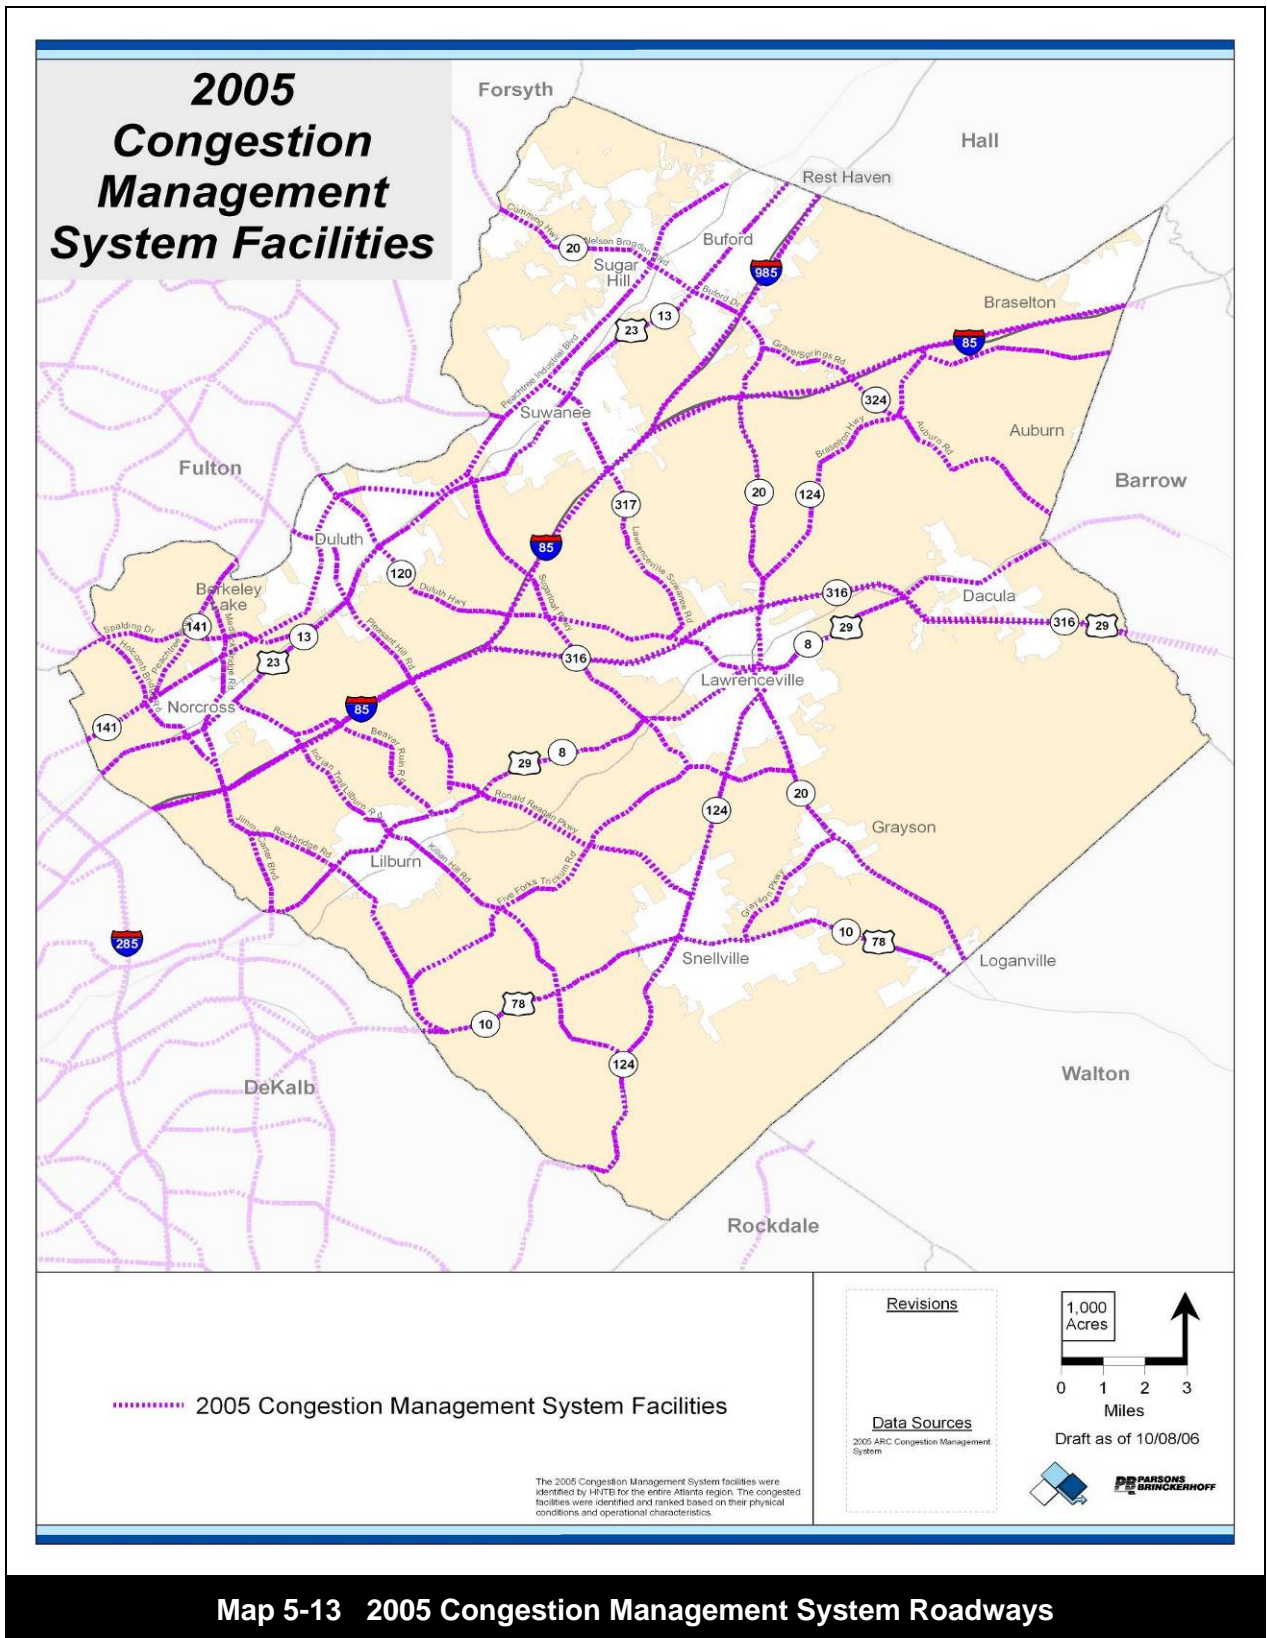 2005
Congestion
Management
System Facilities
Forsyth
Hall
Rest Haven
Cumming Hwy
20
Nelson Brogdon Blvd
Buford
Sugar
Hill
985
Buford Dr
Braselton
23
13
85
Peachtree Industrial Blvd
Gravel Springs Rd
324
Suwanee
Braselton Hwy
Auburn Rd
Auburn
Fulton
Barrow
317
20
124
Duluth
85
Lawrenceville Suwanee Rd
120
Duluth Hwy
Sugarloaf Pkwy
Berkeley
Lake
316
Dacula
Spalding Dr
141
13
Pleasant Hill Rd
316
29
29
8
Holcomb Bridge Rd
Peachtree
Medlock Bridge Rd
23
316
Lawrenceville
Norcross
85
141
Beaver Ruin Rd
Indian Trail Lilburn Rd
29
8
Ronald Reagan Pkwy
124
20
Jimmy Carter Blvd
Rockbridge Rd
Grayson
Lilburn
Killian Hill Rd
Five Forks Trickum Rd
Grayson Pkwy
285
10
78
Snellville
Loganville
78
10
124
DeKalb
Walton
Rockdale
2005 Congestion Management System Facilities
The 2005 Congestion Management System facilities were
identified by HNTB for the entire Atlanta region. The congested
facilities were identified and ranked based on their physical
conditions and operational characteristics.
Revisions
Data Sources
2005 ARC Congestion Management
System
1,000
Acres
0 1 2 3
Miles
Draft as of 10/08/06
PB PARSONS
BRINCKERHOFF
Map 5-13 2005 Congestion Management System Roadways